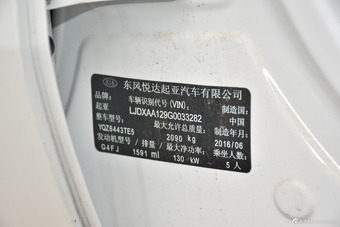 KIA 东风悦达起亚汽车有限公司
车辆识别代号(VIN): 制造国:
起亚 LJDXAA129G0033282 中国
整车型号: 最大允许总质量: 制造年月:
YQZ6443TE5 2090 kg 2016/06
发动机型号 / 排量 / 最大净功率: 乘坐人数:
G4FJ 1591 ml 130 kW 5 人